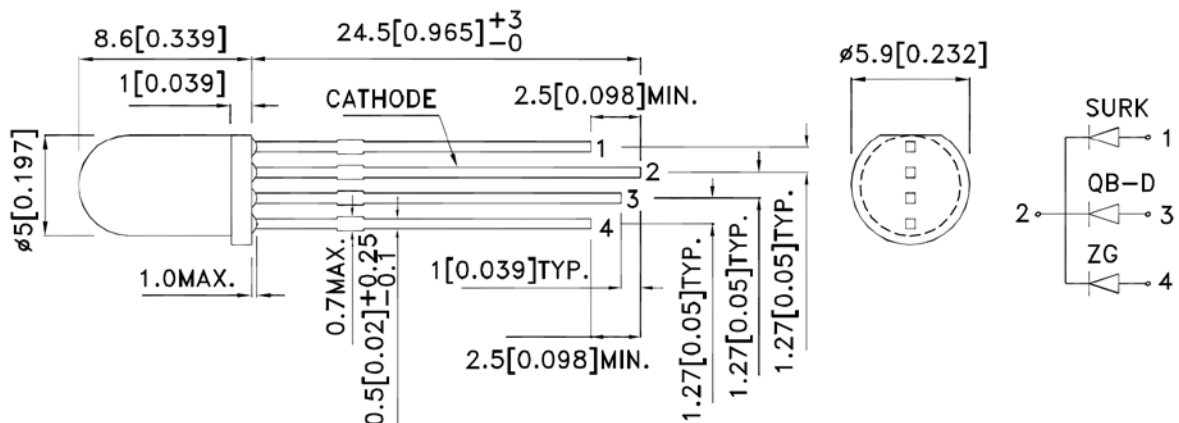 8.6[0.339]
24.5[0.965]+3 -0
ø5.9[0.232]
1[0.039]
CATHODE
2.5[0.098]MIN.
SURK
1
1
2
QB-D
ø5[0.197]
3
2
3
4
ZG
4
1.0MAX.
0.7MAX.
0.5[0.02]+0.25 -0.1
1[0.039]TYP.
2.5[0.098]MIN.
1.27[0.05]TYP.
1.27[0.05]TYP.
1.27[0.05]TYP.